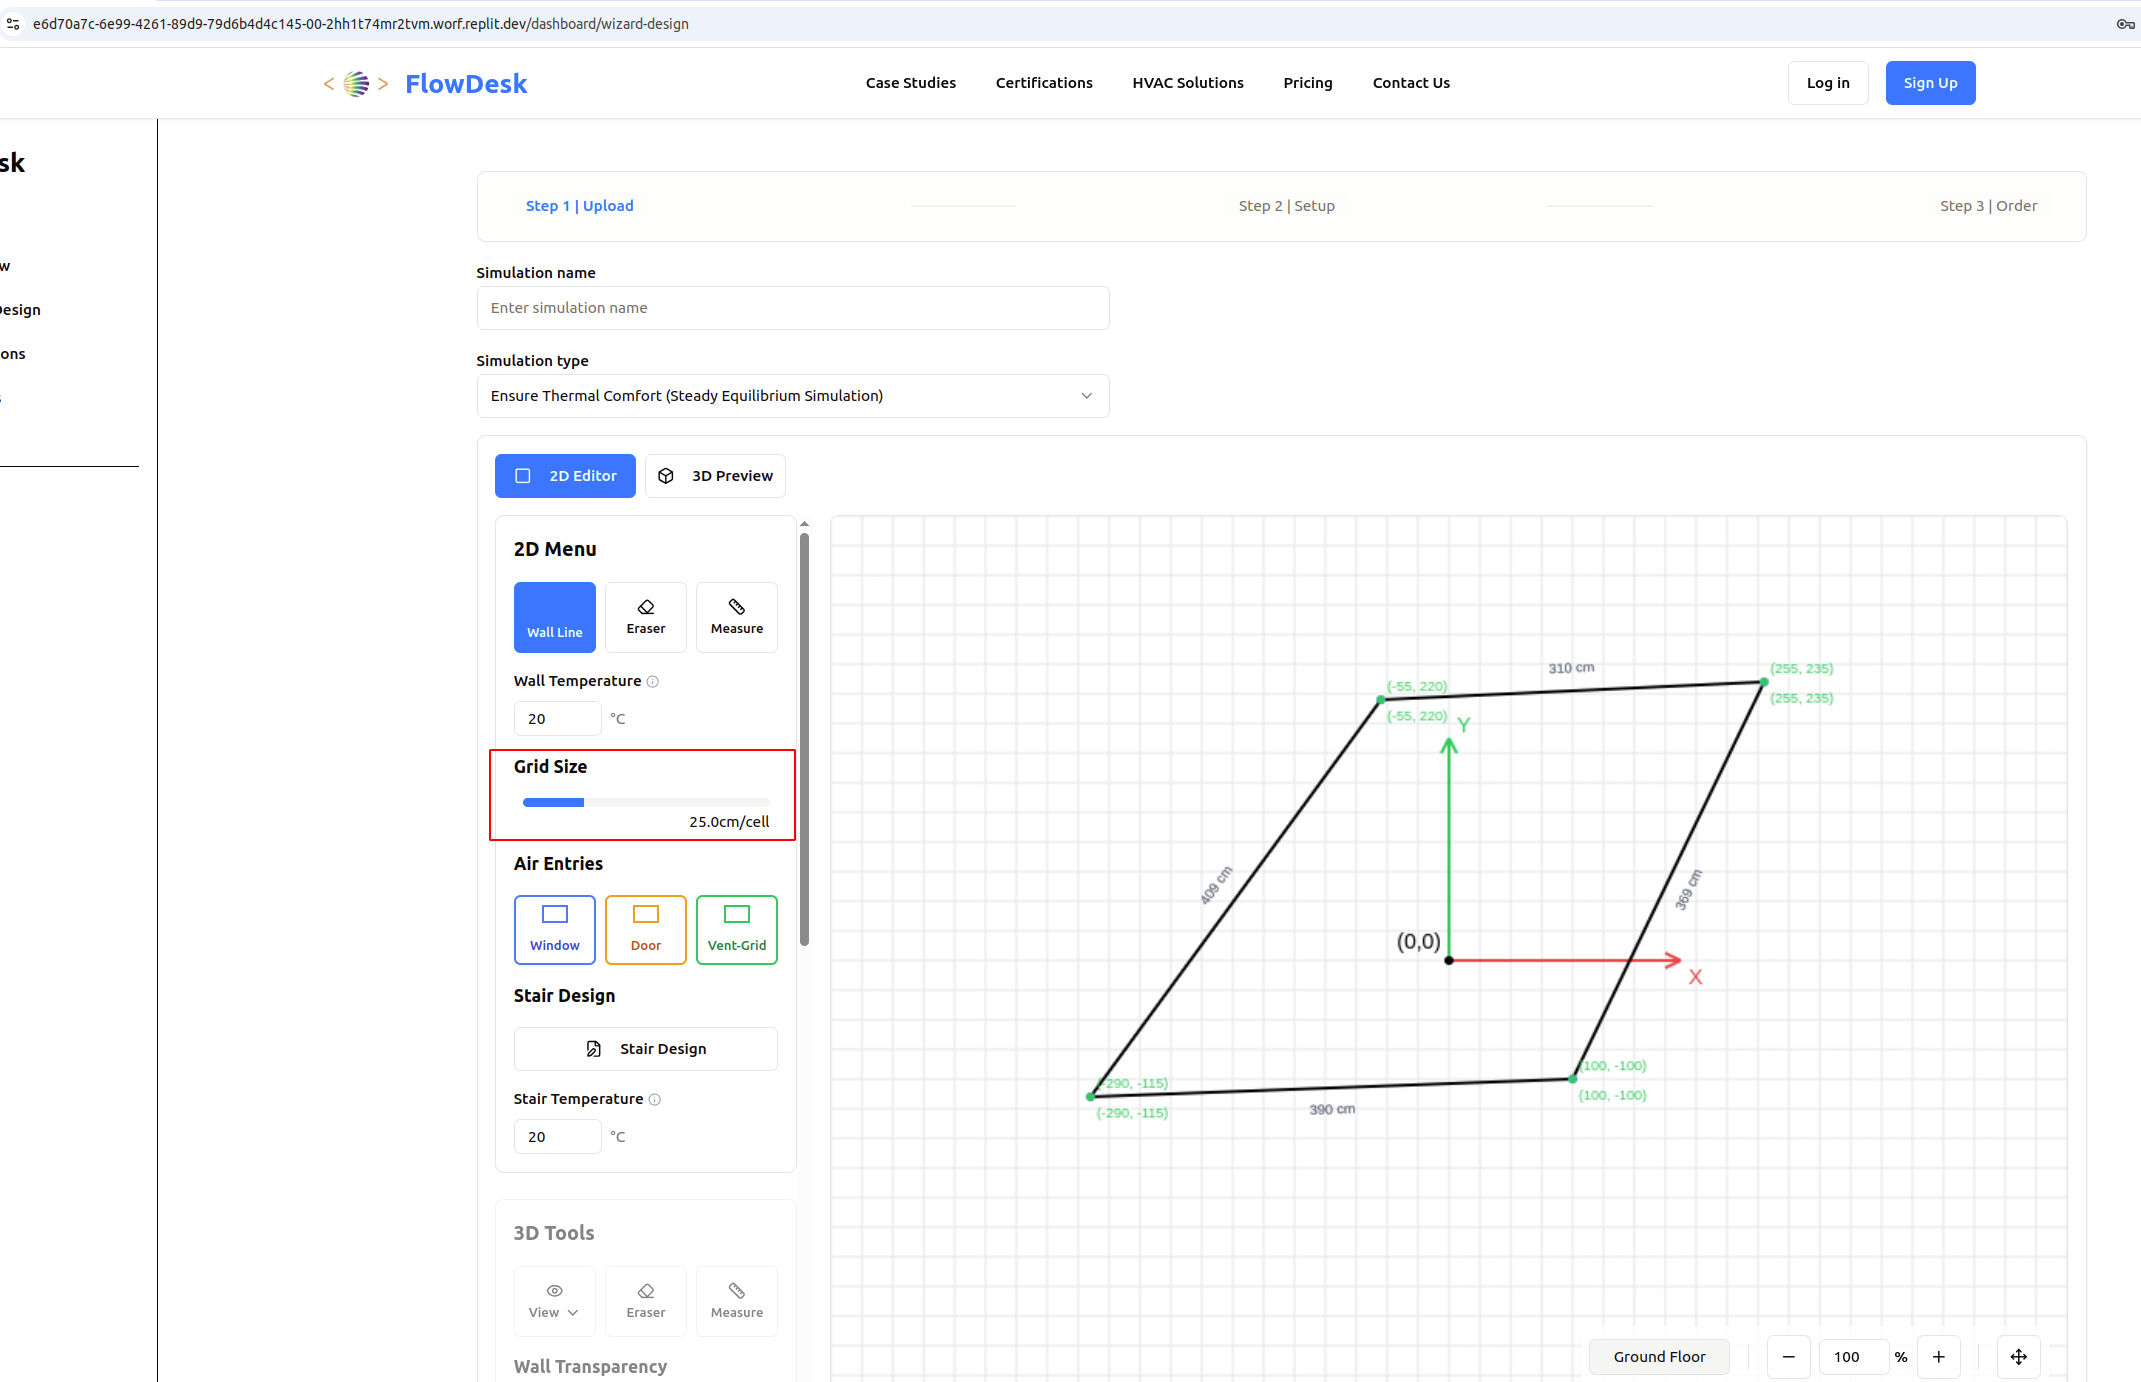 e6d70a7c-6e99-4261-89d9-79d6b4d4c145-00-2hh1t74mr2tvm.worf.replit.dev/dashboard/wizard-design
< > FlowDesk
Case Studies
Certifications
HVAC Solutions
Pricing
Contact Us
Log in
Sign Up
sk
w
Design
ons
s
Step 1 | Upload
Step 2 | Setup
Step 3 | Order
Simulation name
Enter simulation name
Simulation type
Ensure Thermal Comfort (Steady Equilibrium Simulation)
2D Editor
3D Preview
2D Menu
Wall Line
Eraser
Measure
Wall Temperature
20 °C
Grid Size
25.0cm/cell
Air Entries
Window
Door
Vent-Grid
Stair Design
Stair Design
Stair Temperature
20 °C
3D Tools
View
Eraser
Measure
Wall Transparency
310 cm
(255, 235)
(255, 235)
(-55, 220)
(-55, 220)
Y
409 cm
369 cm
(0,0)
X
(100, -100)
(100, -100)
(-290, -115)
(-290, -115)
390 cm
Ground Floor
− 100 % +